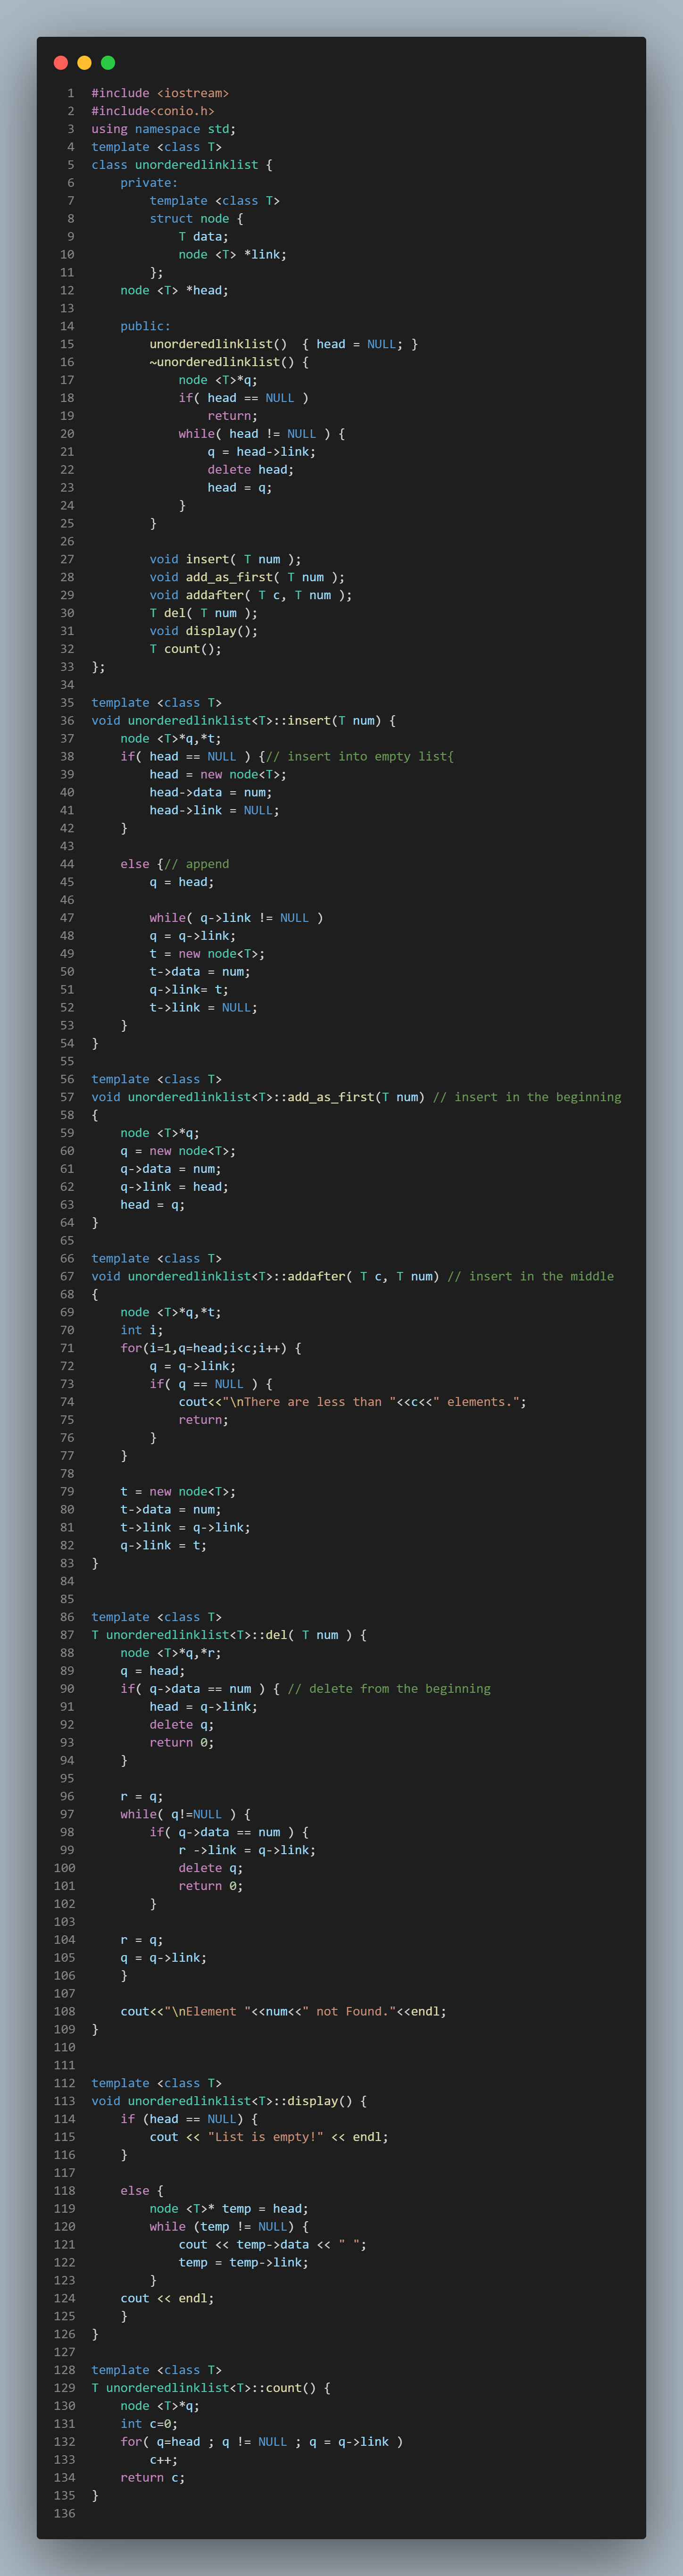 1 #include <iostream>
2 #include<conio.h>
3 using namespace std;
4 template <class T>
5 class unorderedlinklist {
6     private:
7         template <class T>
8         struct node {
9             T data;
10             node <T> *link;
11         };
12     node <T> *head;
13
14     public:
15         unorderedlinklist()  { head = NULL; }
16         ~unorderedlinklist() {
17             node <T>*q;
18             if( head == NULL )
19                 return;
20             while( head != NULL ) {
21                 q = head->link;
22                 delete head;
23                 head = q;
24             }
25         }
26
27         void insert( T num );
28         void add_as_first( T num );
29         void addafter( T c, T num );
30         T del( T num );
31         void display();
32         T count();
33 };
34
35 template <class T>
36 void unorderedlinklist<T>::insert(T num) {
37     node <T>*q,*t;
38     if( head == NULL ) {// insert into empty list{
39         head = new node<T>;
40         head->data = num;
41         head->link = NULL;
42     }
43
44     else {// append
45         q = head;
46
47         while( q->link != NULL )
48         q = q->link;
49         t = new node<T>;
50         t->data = num;
51         q->link= t;
52         t->link = NULL;
53     }
54 }
55
56 template <class T>
57 void unorderedlinklist<T>::add_as_first(T num) // insert in the beginning
58 {
59     node <T>*q;
60     q = new node<T>;
61     q->data = num;
62     q->link = head;
63     head = q;
64 }
65
66 template <class T>
67 void unorderedlinklist<T>::addafter( T c, T num) // insert in the middle
68 {
69     node <T>*q,*t;
70     int i;
71     for(i=1,q=head;i<c;i++) {
72         q = q->link;
73         if( q == NULL ) {
74             cout<<"\nThere are less than "<<c<<" elements.";
75             return;
76         }
77     }
78
79     t = new node<T>;
80     t->data = num;
81     t->link = q->link;
82     q->link = t;
83 }
84
85
86 template <class T>
87 T unorderedlinklist<T>::del( T num ) {
88     node <T>*q,*r;
89     q = head;
90     if( q->data == num ) { // delete from the beginning
91         head = q->link;
92         delete q;
93         return 0;
94     }
95
96     r = q;
97     while( q!=NULL ) {
98         if( q->data == num ) {
99             r ->link = q->link;
100             delete q;
101             return 0;
102         }
103
104     r = q;
105     q = q->link;
106     }
107
108     cout<<"\nElement "<<num<<" not Found."<<endl;
109 }
110
111
112 template <class T>
113 void unorderedlinklist<T>::display() {
114     if (head == NULL) {
115         cout << "List is empty!" << endl;
116     }
117
118     else {
119         node <T>* temp = head;
120         while (temp != NULL) {
121             cout << temp->data << " ";
122             temp = temp->link;
123         }
124     cout << endl;
125     }
126 }
127
128 template <class T>
129 T unorderedlinklist<T>::count() {
130     node <T>*q;
131     int c=0;
132     for( q=head ; q != NULL ; q = q->link )
133         c++;
134     return c;
135 }
136